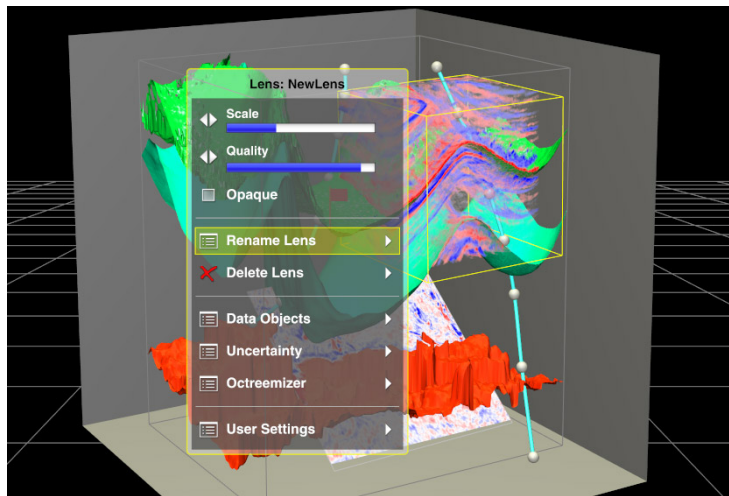 Lens: NewLens
Scale
Quality
Opaque
Rename Lens
Delete Lens
Data Objects
Uncertainty
Octreemizer
User Settings